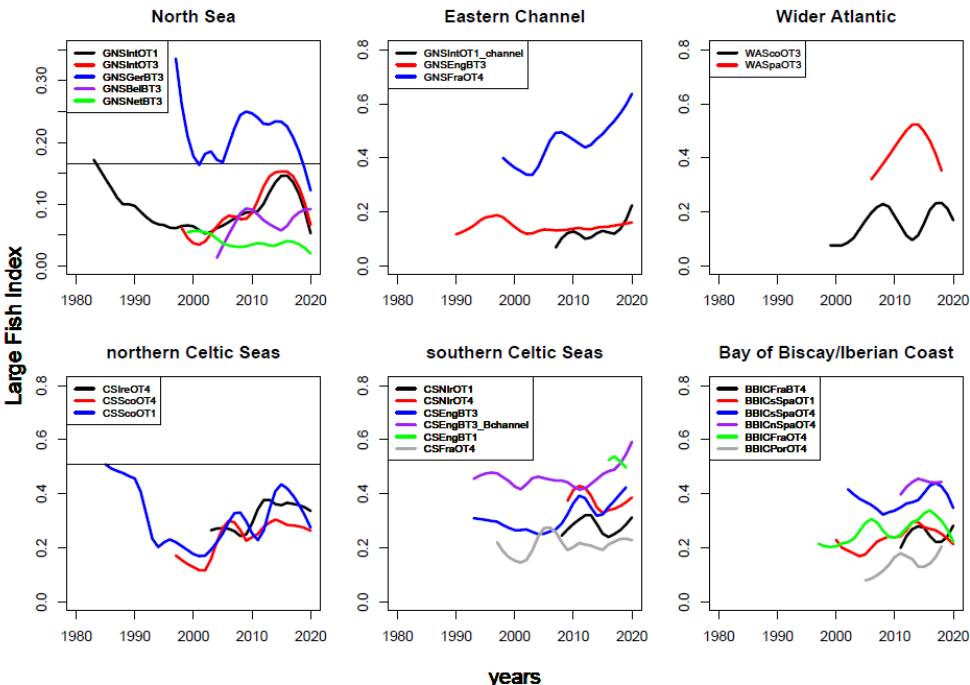 North Sea
GNSIntOT1
GNSIntOT3
GNSGerBT3
GNSBelBT3
GNSNetBT3
0.00 0.10 0.20 0.30
1980 1990 2000 2010 2020
Eastern Channel
GNSIntOT1_channel
GNSEngBT3
GNSFraOT4
0.0 0.2 0.4 0.6 0.8
1980 1990 2000 2010 2020
Wider Atlantic
WAScoOT3
WASpaOT3
0.0 0.2 0.4 0.6 0.8
1980 1990 2000 2010 2020
Large Fish Index
northern Celtic Seas
CSIreOT4
CSScoOT4
CSScoOT1
0.0 0.2 0.4 0.6 0.8
1980 1990 2000 2010 2020
southern Celtic Seas
CSNIrOT1
CSNIrOT4
CSEngBT3
CSEngBT3_Bchannel
CSEngBT1
CSFraOT4
0.0 0.2 0.4 0.6 0.8
1980 1990 2000 2010 2020
Bay of Biscay/Iberian Coast
BBICFraBT4
BBICsSpaOT1
BBICsSpaOT4
BBICnSpaOT4
BBICFraOT4
BBICPorOT4
0.0 0.2 0.4 0.6 0.8
1980 1990 2000 2010 2020
years